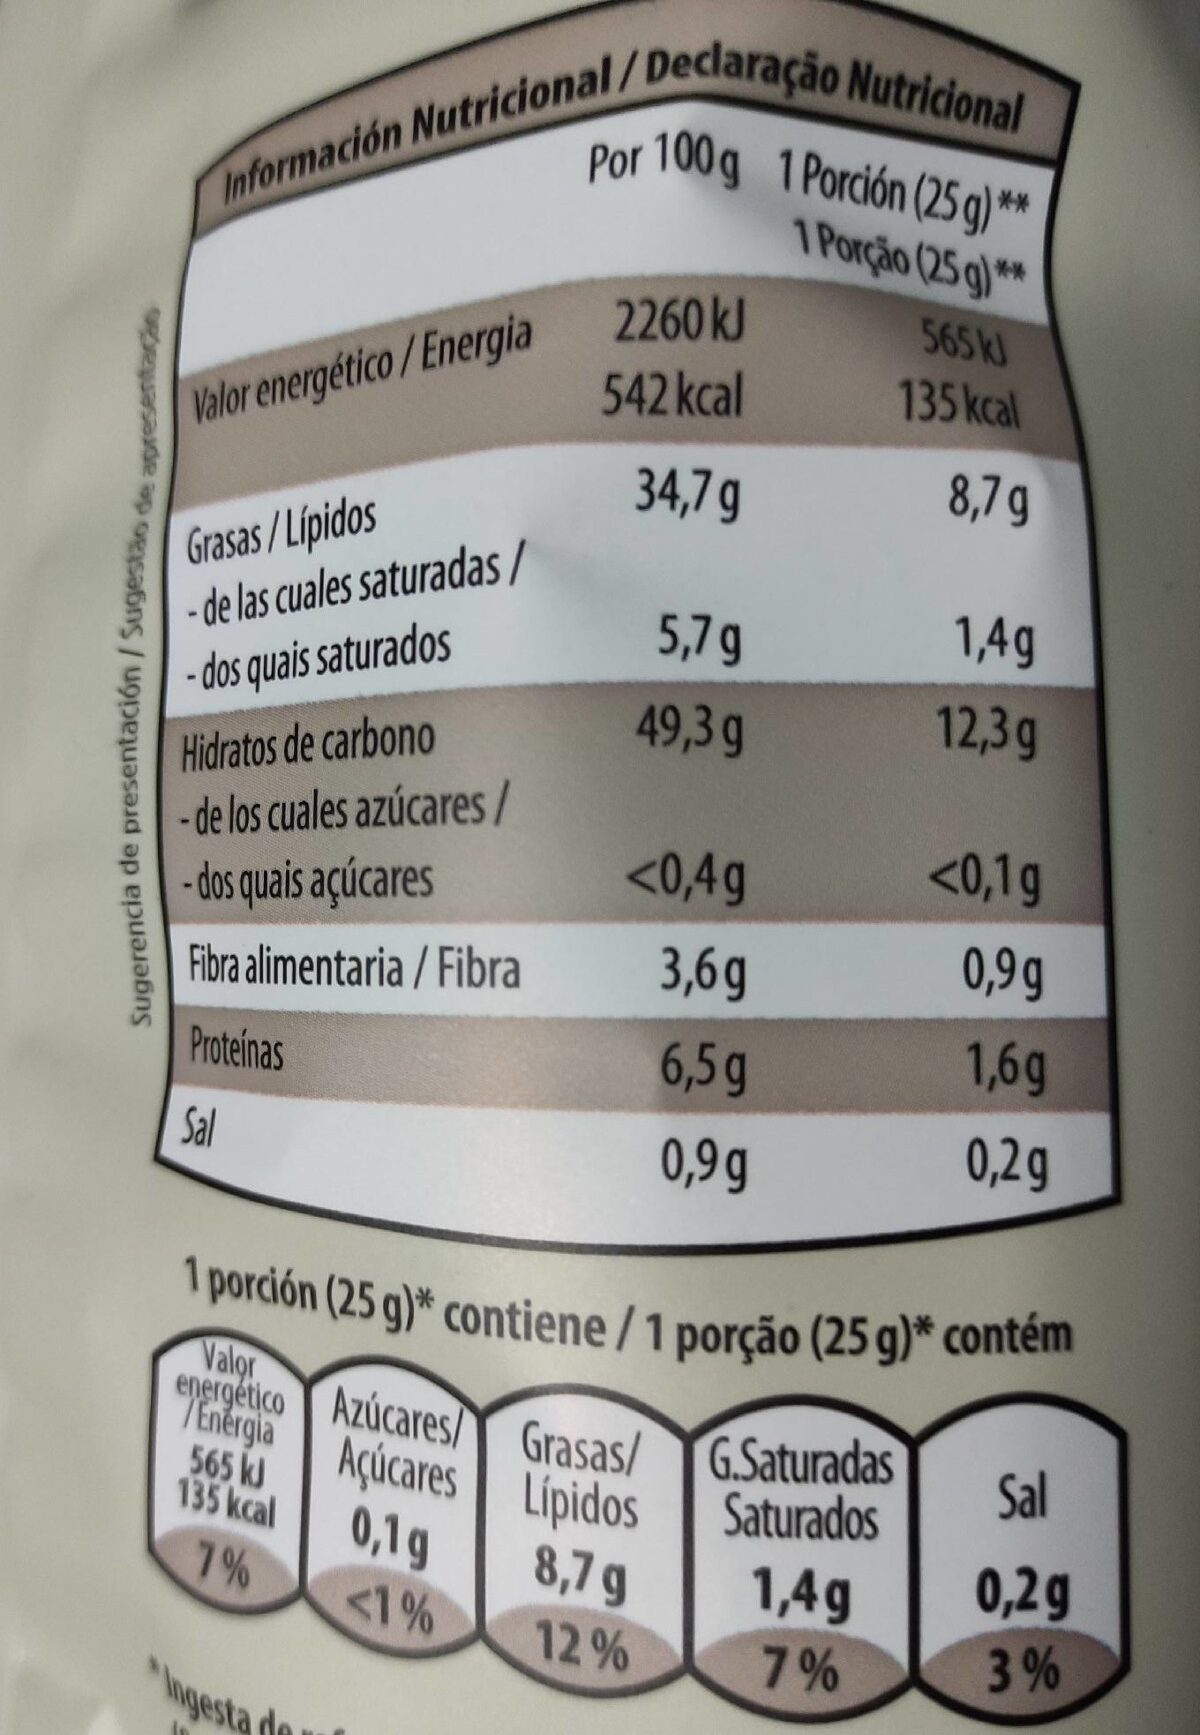 Información Nutricional / Declaração Nutricional
Por 100g 1 Porción (25g)**
1 Porção (25g)**
Valor energético / Energia 2260 kJ 565 kJ
542 kcal 135 kcal
Grasas / Lípidos 34,7 g 8,7 g
- de las cuales saturadas /
- dos quais saturados 5,7 g 1,4 g
Hidratos de carbono 49,3 g 12,3 g
- de los cuales azúcares /
- dos quais açúcares <0,4 g <0,1 g
Fibra alimentaria / Fibra 3,6 g 0,9 g
Proteínas 6,5 g 1,6 g
Sal 0,9 g 0,2 g
Sugerencia de presentación / Sugestão de apresentação
1 porción (25 g)* contiene / 1 porção (25 g)* contém
Valor
energético
/Energia
565 kJ
135 kcal
7 %
Azúcares/
Açúcares
0,1 g
<1 %
Grasas/
Lípidos
8,7 g
12 %
G.Saturadas
Saturados
1,4 g
7 %
Sal
0,2 g
3 %
*Ingesta de